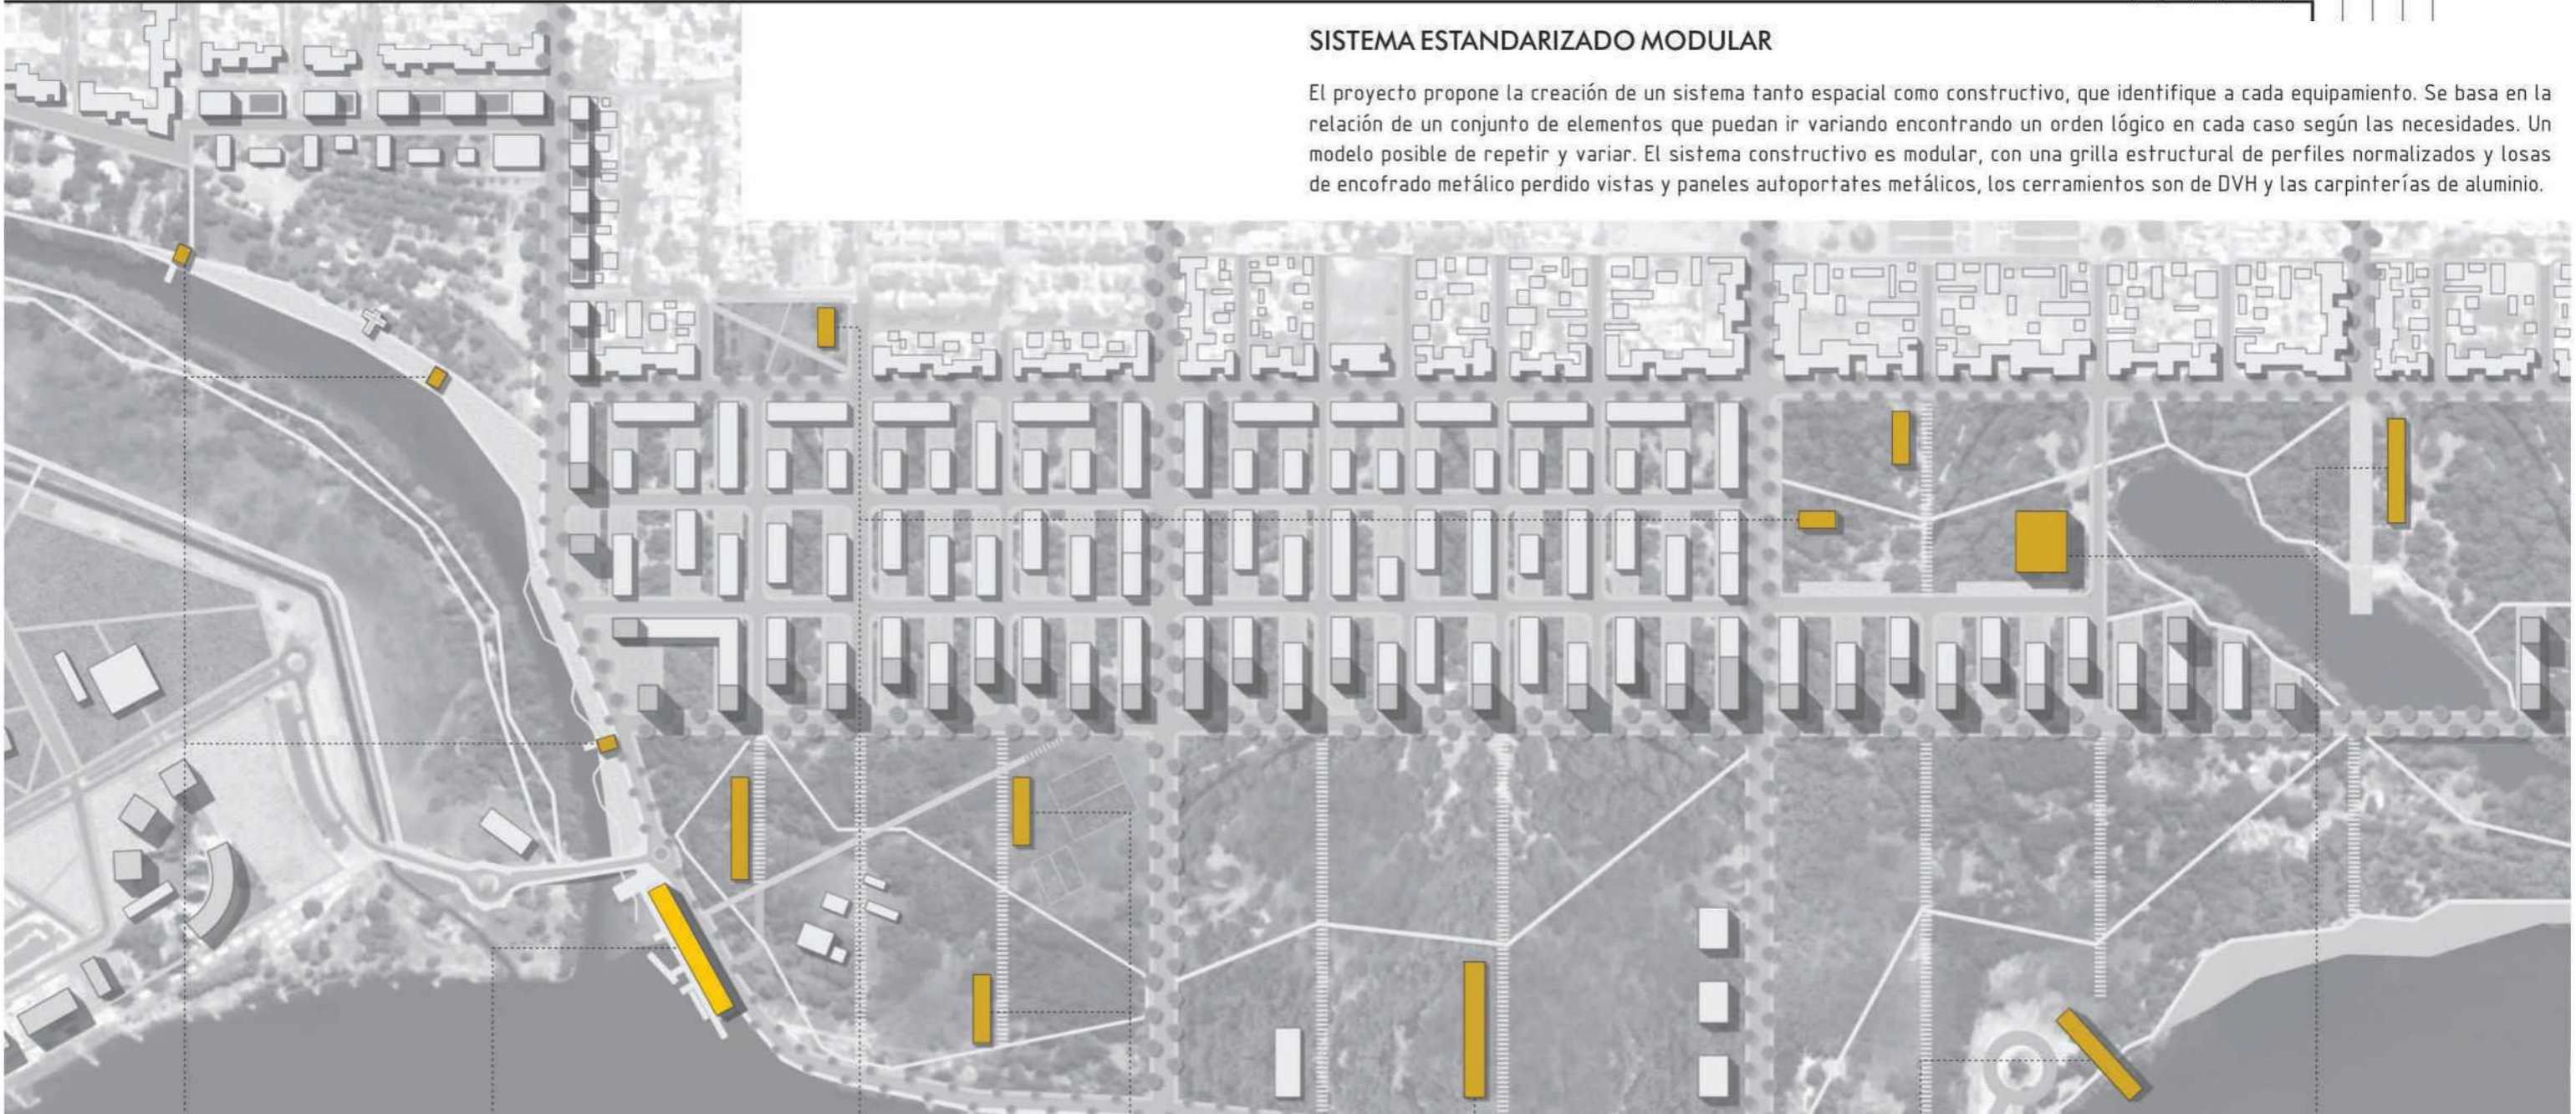 SISTEMA ESTANDARIZADO MODULAR
El proyecto propone la creación de un sistema tanto espacial como constructivo, que identifique a cada equipamiento. Se basa en la
relación de un conjunto de elementos que puedan ir variando encontrando un orden lógico en cada caso según las necesidades. Un
modelo posible de repetir y variar. El sistema constructivo es modular, con una grilla estructural de perfiles normalizados y losas
de encofrado metálico perdido vistas y paneles autoportates metálicos, los cerramientos son de DVH y las carpinterías de aluminio.